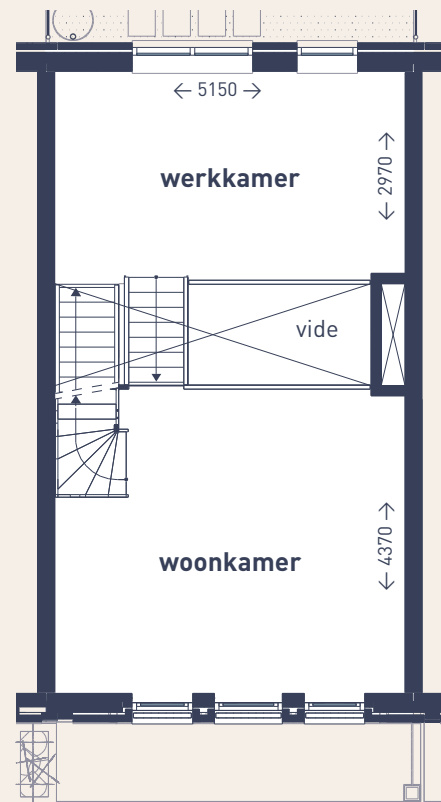 ← 5150 →
werkkamer
← 2970 →
vide
← 4370 →
woonkamer